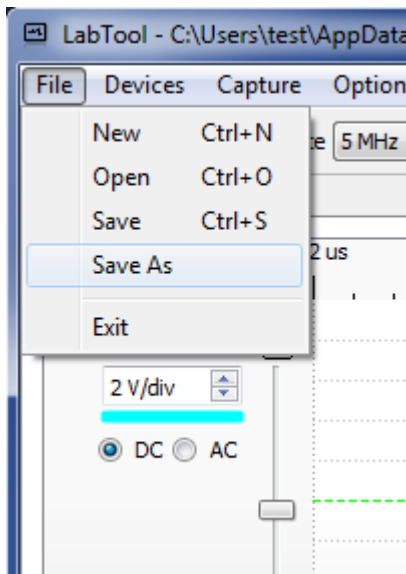 LabTool - C:\Users\test\AppData
File Devices Capture Option
New Ctrl+N
5 MHz
Open Ctrl+O
Save Ctrl+S
Save As
2 us
Exit
2 V/div
DC AC